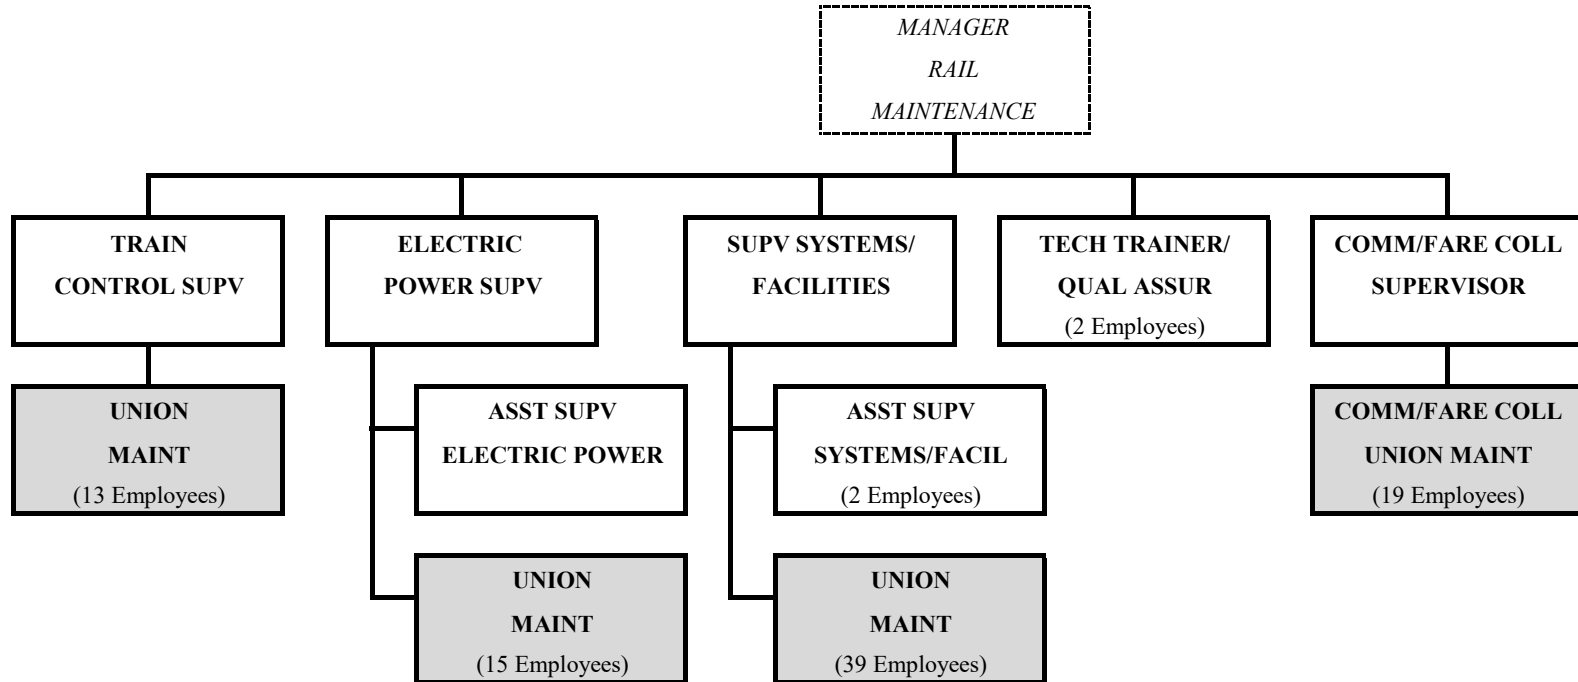 MANAGER
RAIL
MAINTENANCE
TRAIN
CONTROL SUPV
ELECTRIC
POWER SUPV
SUPV SYSTEMS/
FACILITIES
TECH TRAINER/
QUAL ASSUR
(2 Employees)
COMM/FARE COLL
SUPERVISOR
UNION
MAINT
(13 Employees)
ASST SUPV
ELECTRIC POWER
ASST SUPV
SYSTEMS/FACIL
(2 Employees)
COMM/FARE COLL
UNION MAINT
(19 Employees)
UNION
MAINT
(15 Employees)
UNION
MAINT
(39 Employees)